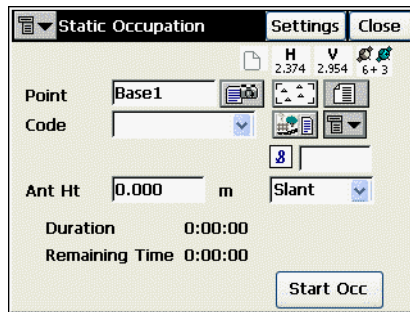 Static Occupation Settings Close
H V
2.374 2.954 6+3
Point Base1
Code
Ant Ht 0.000 m Slant
Duration 0:00:00
Remaining Time 0:00:00
Start Occ